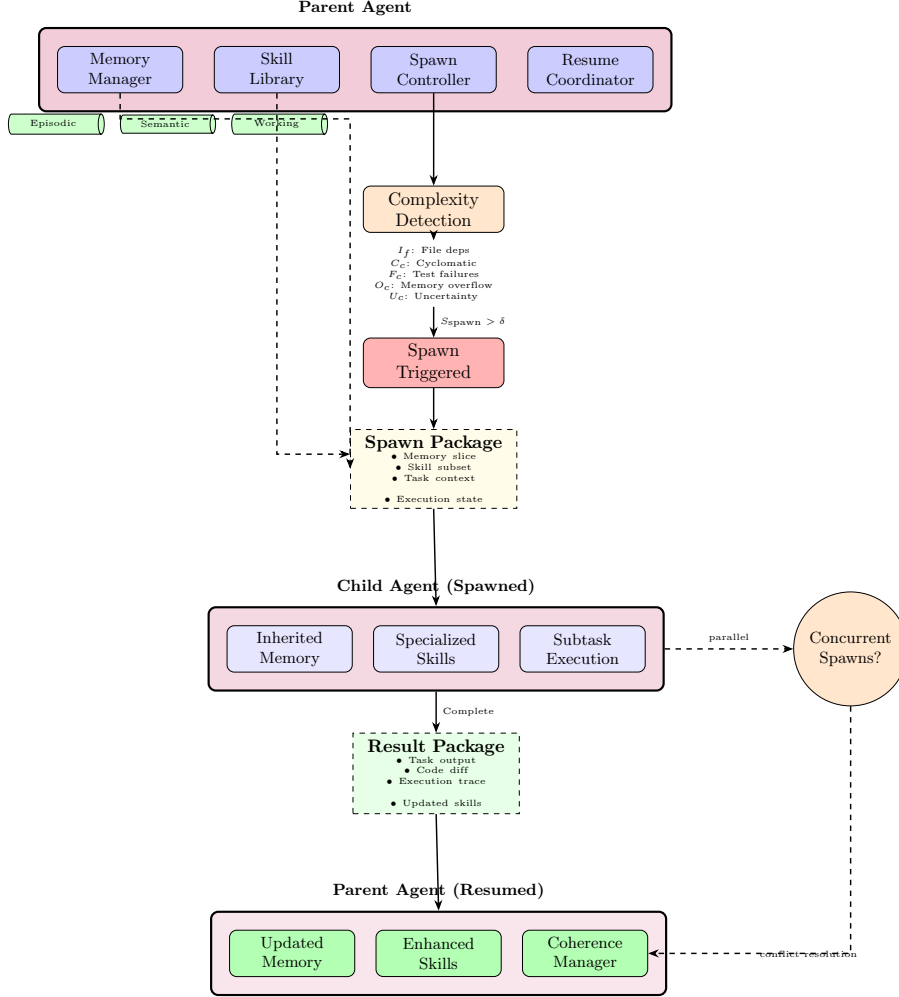 Parent Agent
Memory
Manager
Skill
Library
Spawn
Controller
Resume
Coordinator
Episodic
Semantic
Working
Complexity
Detection
I_f: File deps
C_c: Cyclomatic
F_c: Test failures
O_c: Memory overflow
U_c: Uncertainty
S_spawn > δ
Spawn
Triggered
Spawn Package
• Memory slice
• Skill subset
• Task context
• Execution state
Child Agent (Spawned)
Inherited
Memory
Specialized
Skills
Subtask
Execution
parallel
Concurrent
Spawns?
Complete
Result Package
• Task output
• Code diff
• Execution trace
• Updated skills
Parent Agent (Resumed)
Updated
Memory
Enhanced
Skills
Coherence
Manager
conflict resolution